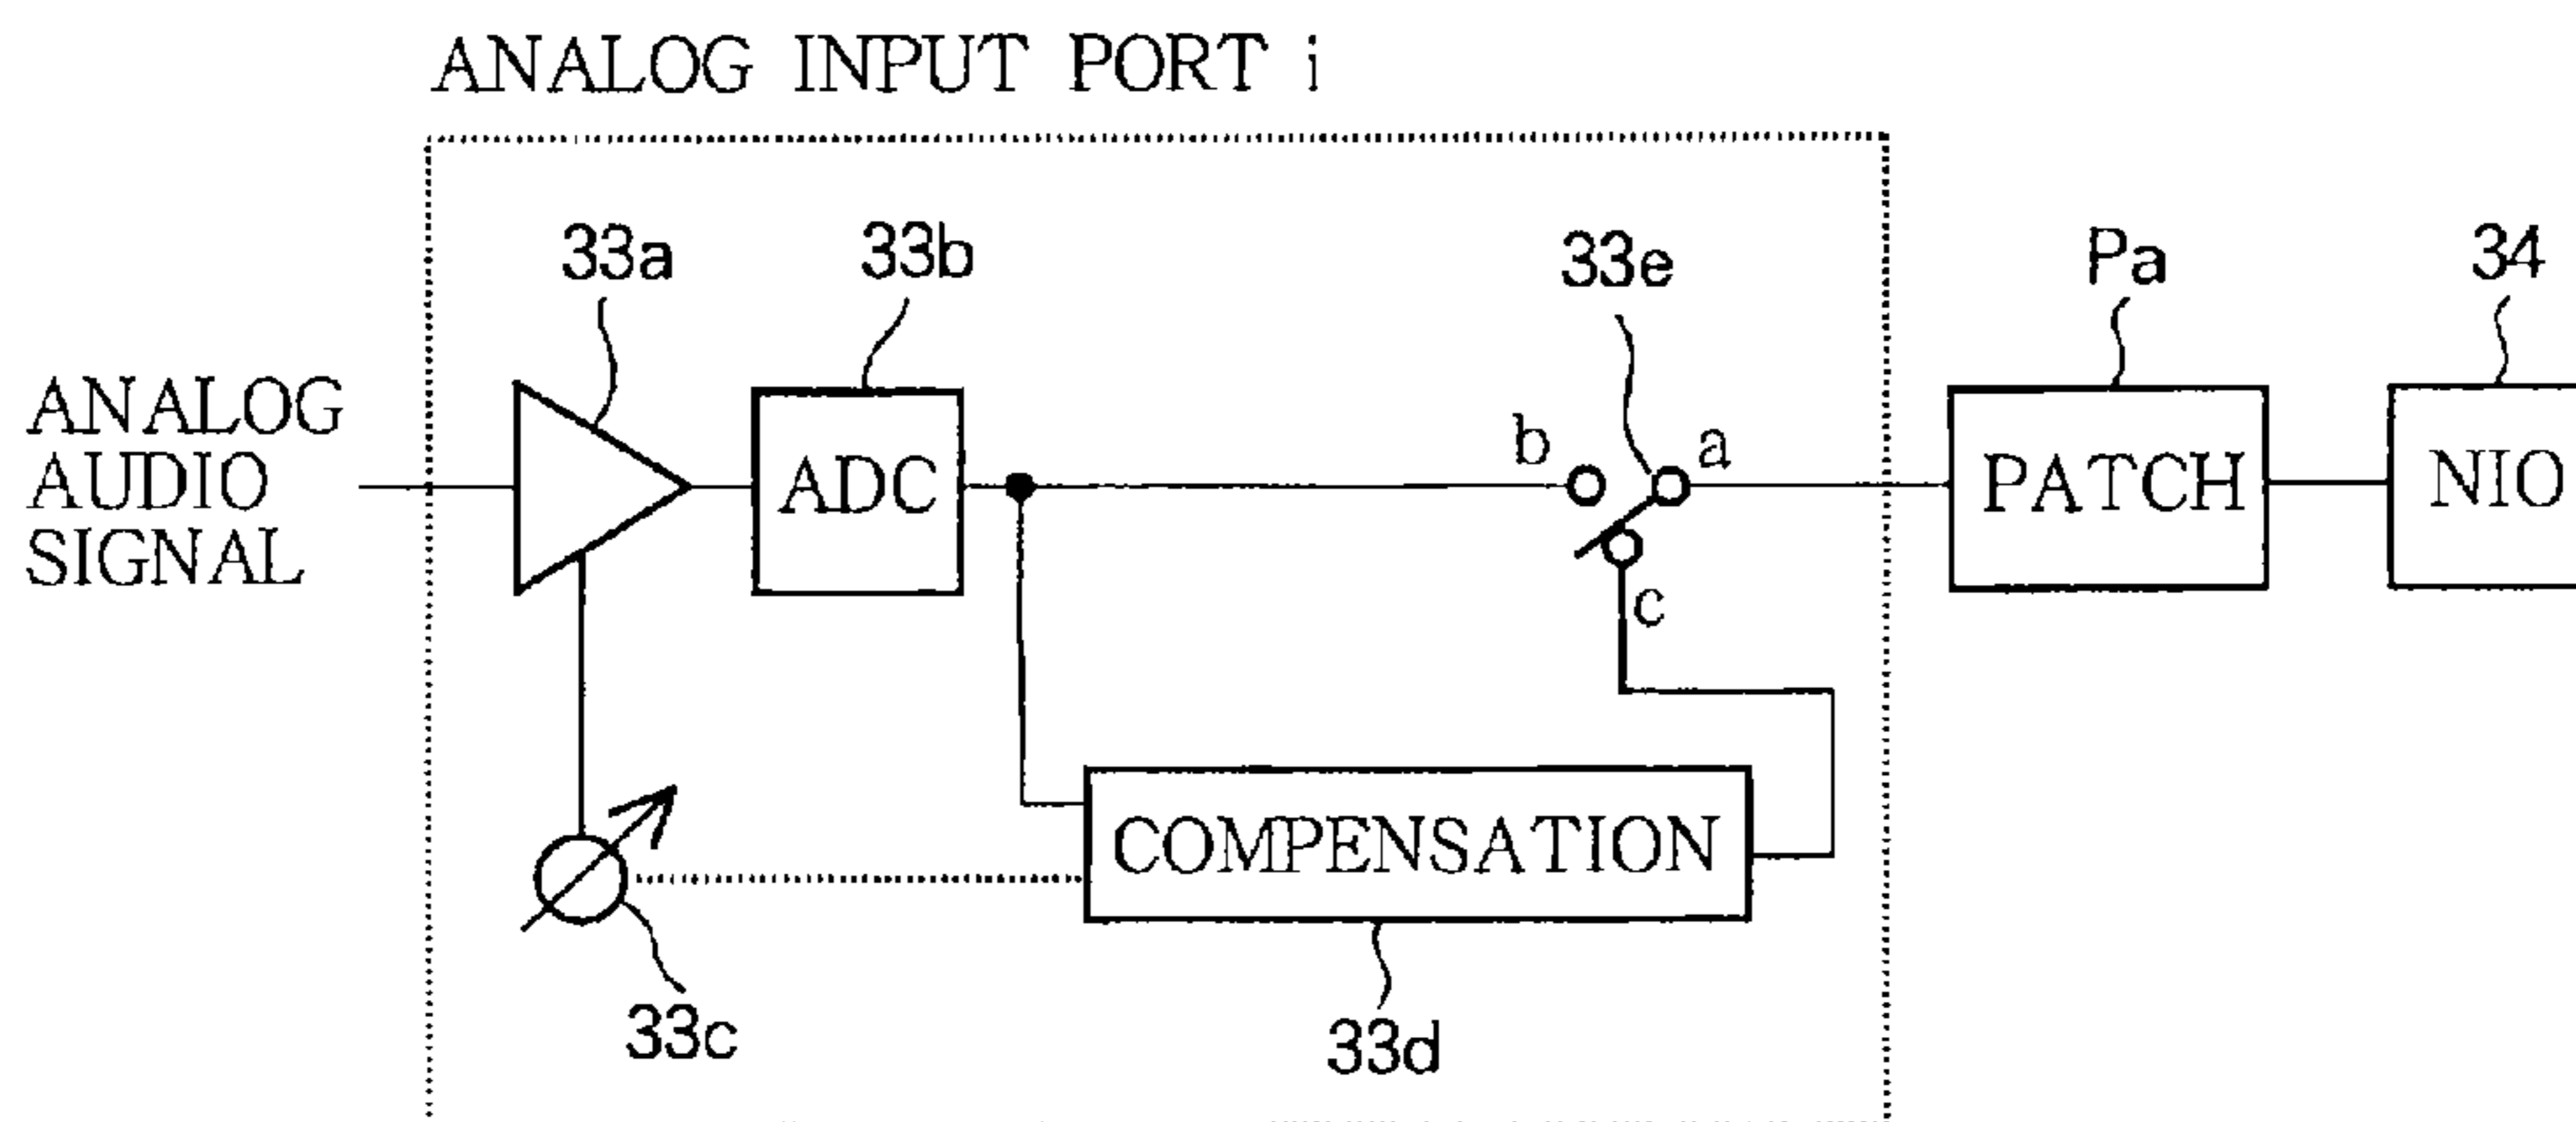 ANALOG INPUT PORT i
33a
33b
33e
Pa
34
ANALOG
AUDIO
SIGNAL
ADC
b
a
c
PATCH
NIO
COMPENSATION
33c
33d